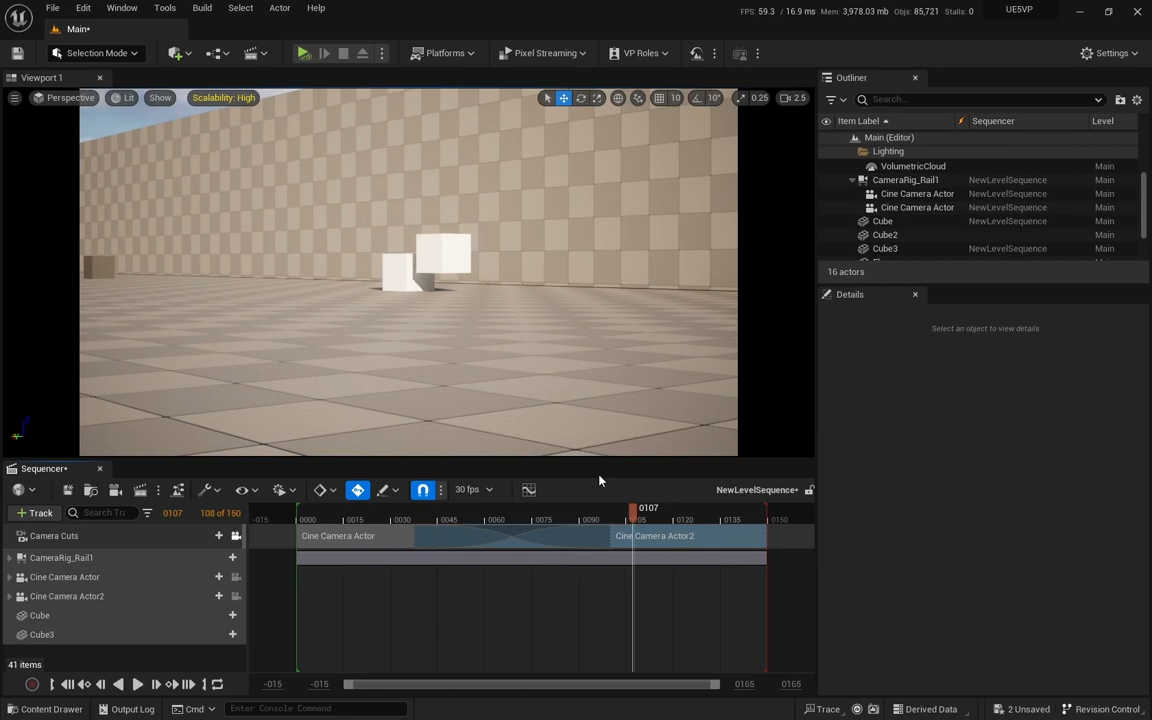 File Edit Window Tools Build Select Actor Help
FPS: 59.3 / 16.9 ms Mem: 3,978.03 mb Objs: 85,721 Stalls: 0
UE5VP
Main*
Selection Mode Platforms Pixel Streaming VP Roles Settings
Viewport 1
Outliner
Perspective Lit Show Scalability: High 10 10° 0.25 2.5
Search...
Item Label Sequencer Level
Main (Editor)
Lighting
VolumetricCloud Main
CameraRig_Rail1 NewLevelSequence Main
Cine Camera Actor NewLevelSequence Main
Cine Camera Actor NewLevelSequence Main
Cube NewLevelSequence Main
Cube2 Main
Cube3 NewLevelSequence Main
16 actors
Details
Select an object to view details.
Sequencer*
30 fps NewLevelSequence*
Track Search Tr 0107 108 of 150
0107
-015 0000 0015 0030 0045 0060 0075 0090 05 0120 0135 0150
Camera Cuts Cine Camera Actor Cine Camera Actor2
CameraRig_Rail1
Cine Camera Actor
Cine Camera Actor2
Cube
Cube3
41 items
-015 -015 0165 0165
Content Drawer Output Log Cmd Enter Console Command Trace Derived Data 2 Unsaved Revision Control